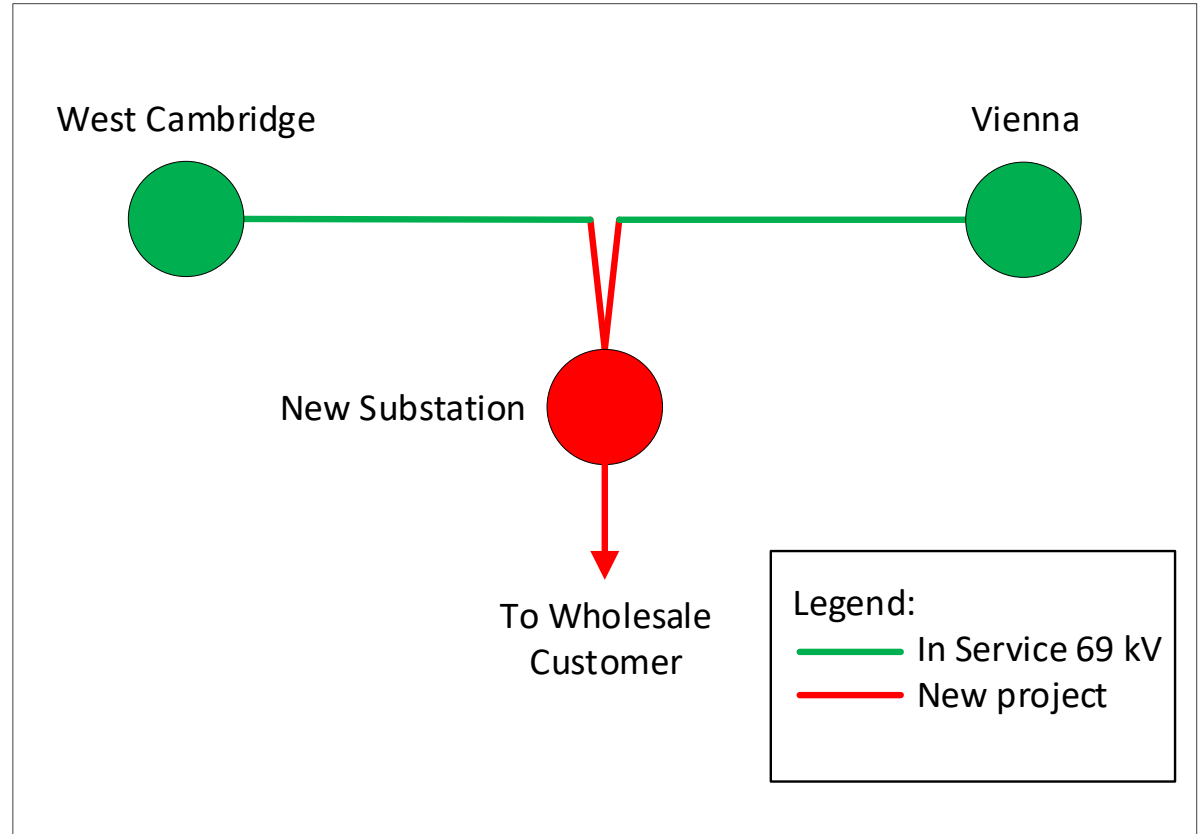 West Cambridge
Vienna
New Substation
To Wholesale
Customer
Legend:
In Service 69 kV
New project